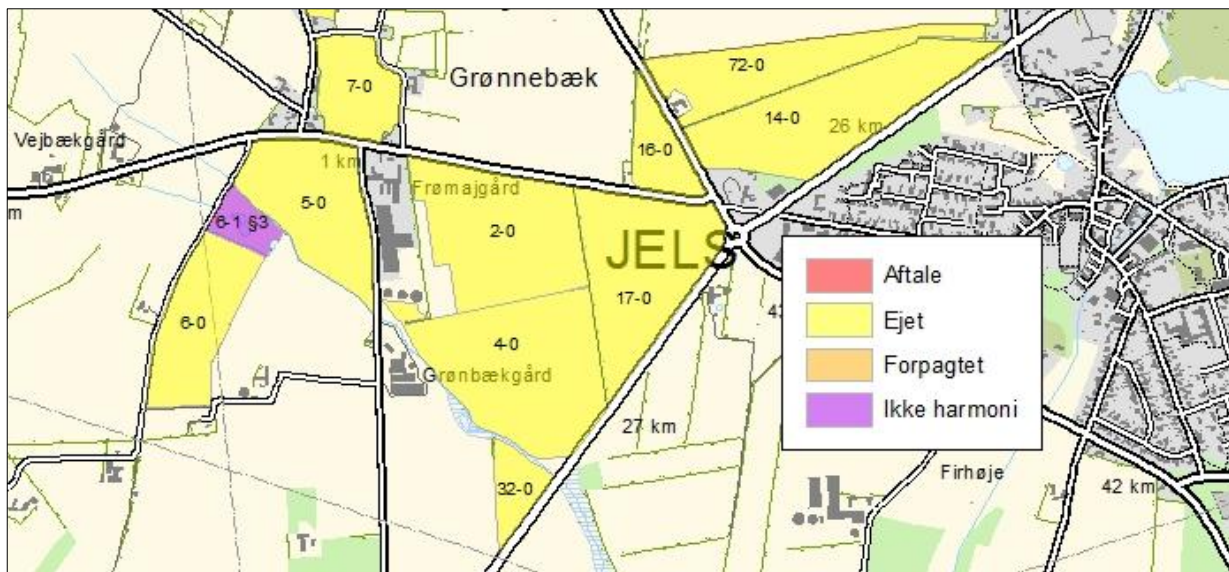 72-0
7-0
Grønnebæk
14-0
26 km
Vejbækgård
16-0
1 km
Frømajgård
5-0
6-1 §3
2-0
m
JELS
17-0
Aftale
Ejet
6-0
4-0
Forpagtet
Grønbækgård
Ikke harmoni
27 km
Firhøje
32-0
42 km